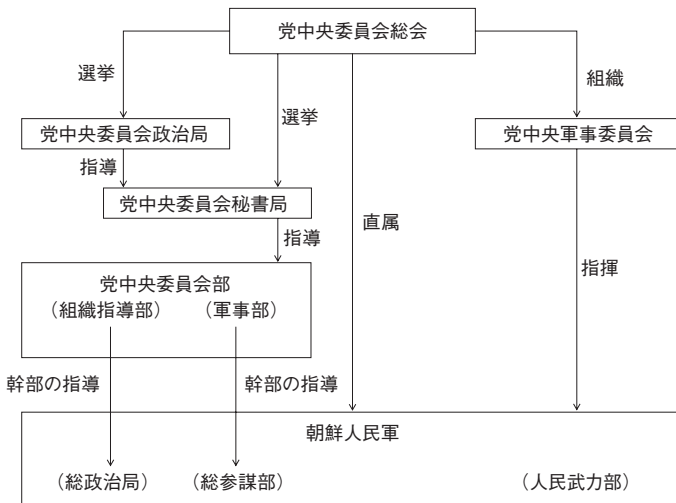 党中央委員会総会
選挙
組織
選挙
党中央委員会政治局
党中央軍事委員会
指導
党中央委員会秘書局
指導
直属
指揮
党中央委員会部
（組織指導部）（軍事部）
幹部の指導
幹部の指導
朝鮮人民軍
（総政治局）
（総参謀部）
（人民武力部）